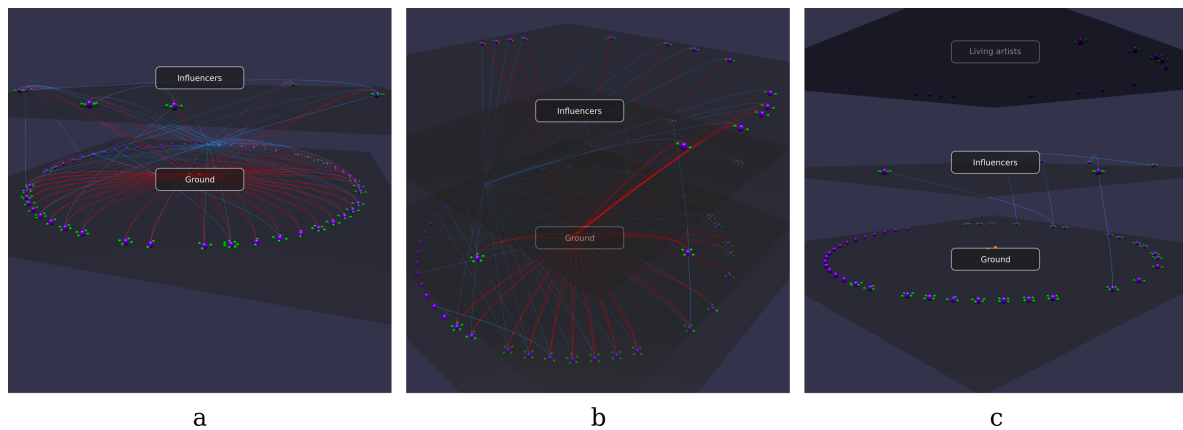 Influencers
Ground
a
Influencers
Ground
b
Living artists
Influencers
Ground
c